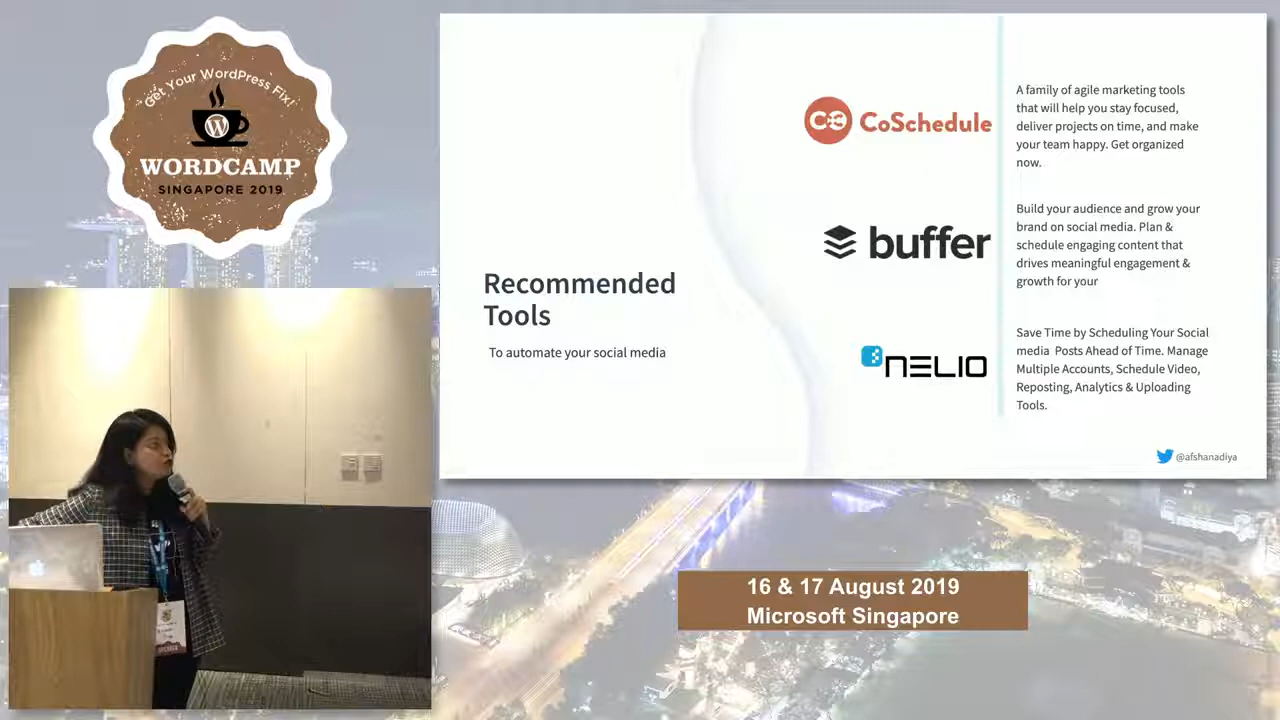 Get Your WordPress Fix!
WORDCAMP
SINGAPORE 2019
Recommended
Tools
To automate your social media
CoSchedule
A family of agile marketing tools
that will help you stay focused,
deliver projects on time, and make
your team happy. Get organized
now.
buffer
Build your audience and grow your
brand on social media. Plan &
schedule engaging content that
drives meaningful engagement &
growth for your
NELIO
Save Time by Scheduling Your Social
media Posts Ahead of Time. Manage
Multiple Accounts, Schedule Video,
Reposting, Analytics & Uploading
Tools.
@afshanadiya
16 & 17 August 2019
Microsoft Singapore